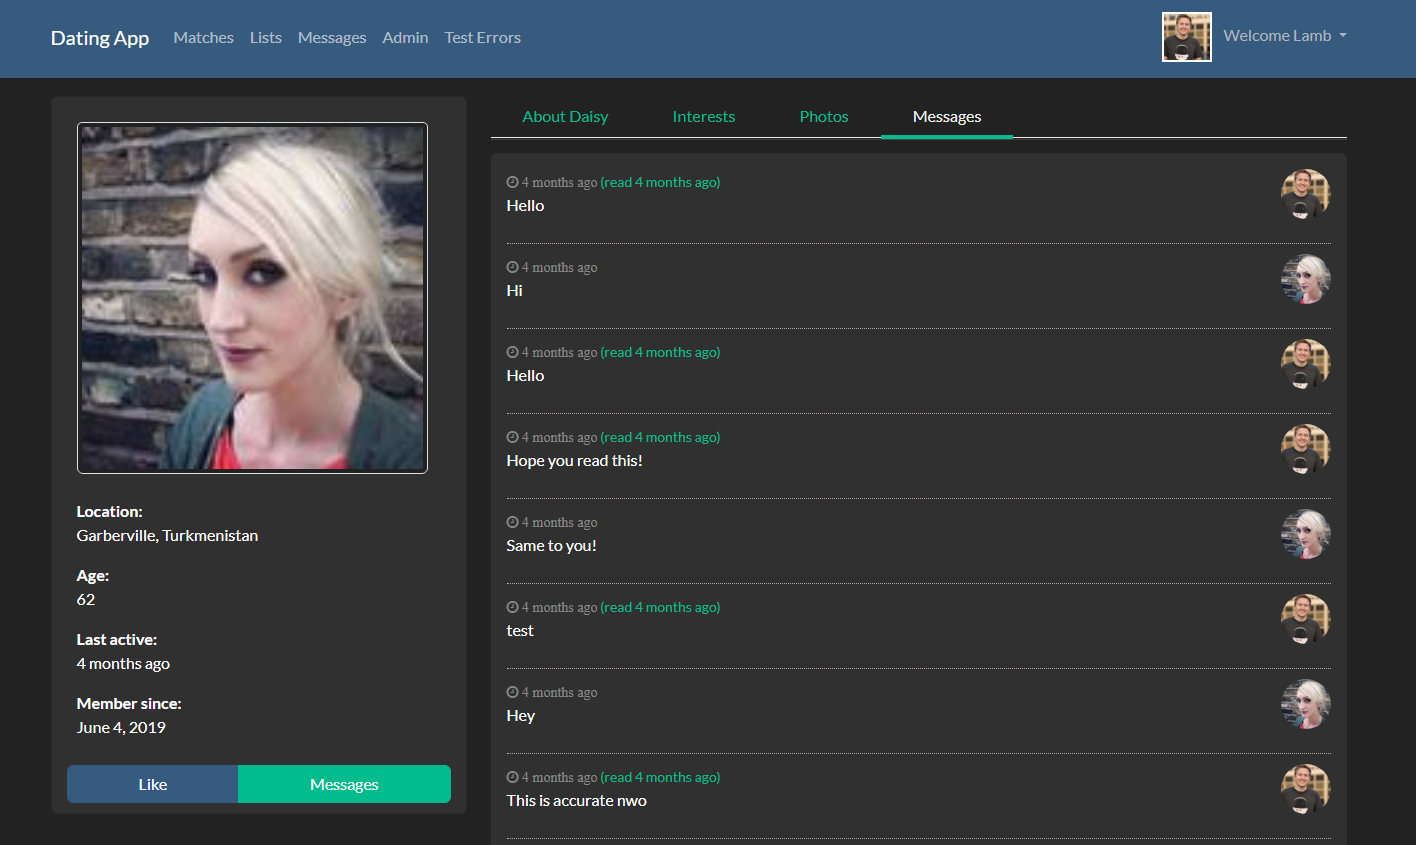 Dating App Matches Lists Messages Admin Test Errors Welcome Lamb
About Daisy Interests Photos Messages
Location:
Garberville, Turkmenistan
Age:
62
Last active:
4 months ago
Member since:
June 4, 2019
Like Messages
4 months ago (read 4 months ago)
Hello
4 months ago
Hi
4 months ago (read 4 months ago)
Hello
4 months ago (read 4 months ago)
Hope you read this!
4 months ago
Same to you!
4 months ago (read 4 months ago)
test
4 months ago
Hey
4 months ago (read 4 months ago)
This is accurate nwo